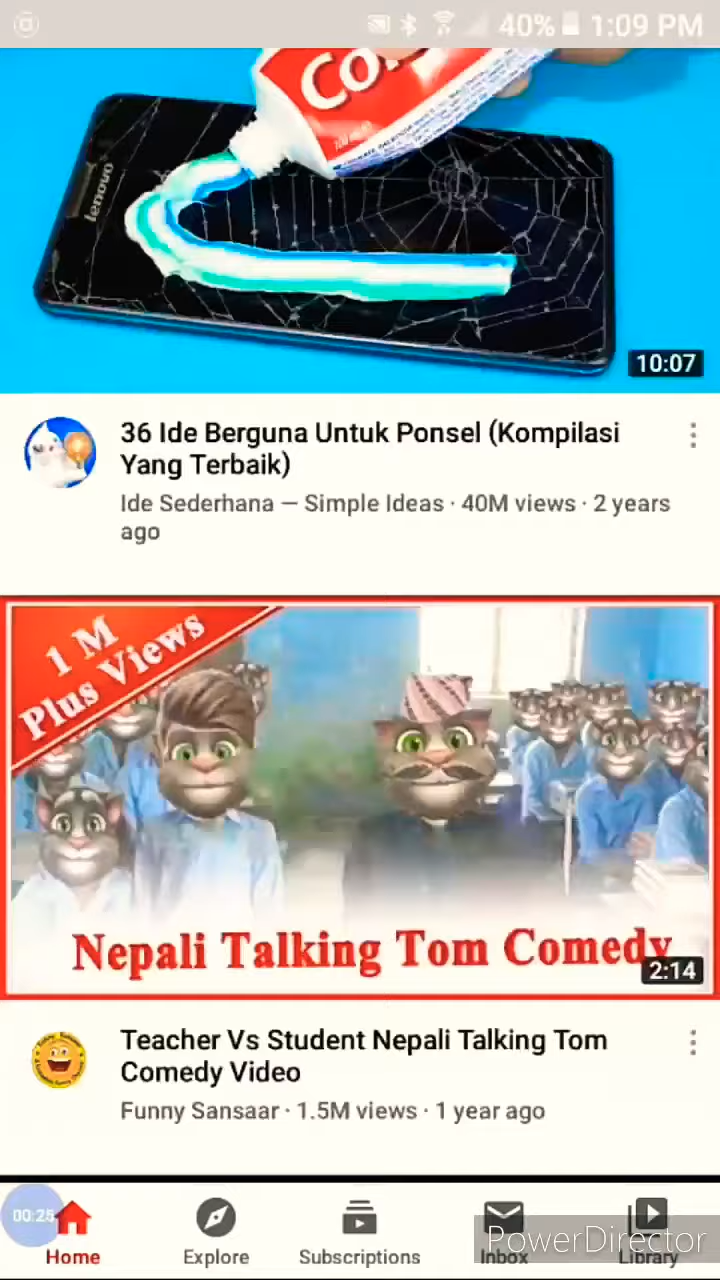 40% 1:09 PM
Co
lenovo
10:07
36 Ide Berguna Untuk Ponsel (Kompilasi
Yang Terbaik)
Ide Sederhana — Simple Ideas · 40M views · 2 years
ago
1 M
Plus Views
Nepali Talking Tom Comedy
2:14
Teacher Vs Student Nepali Talking Tom
Comedy Video
Funny Sansaar · 1.5M views · 1 year ago
00:25
Home Explore Subscriptions Inbox Library
PowerDirector